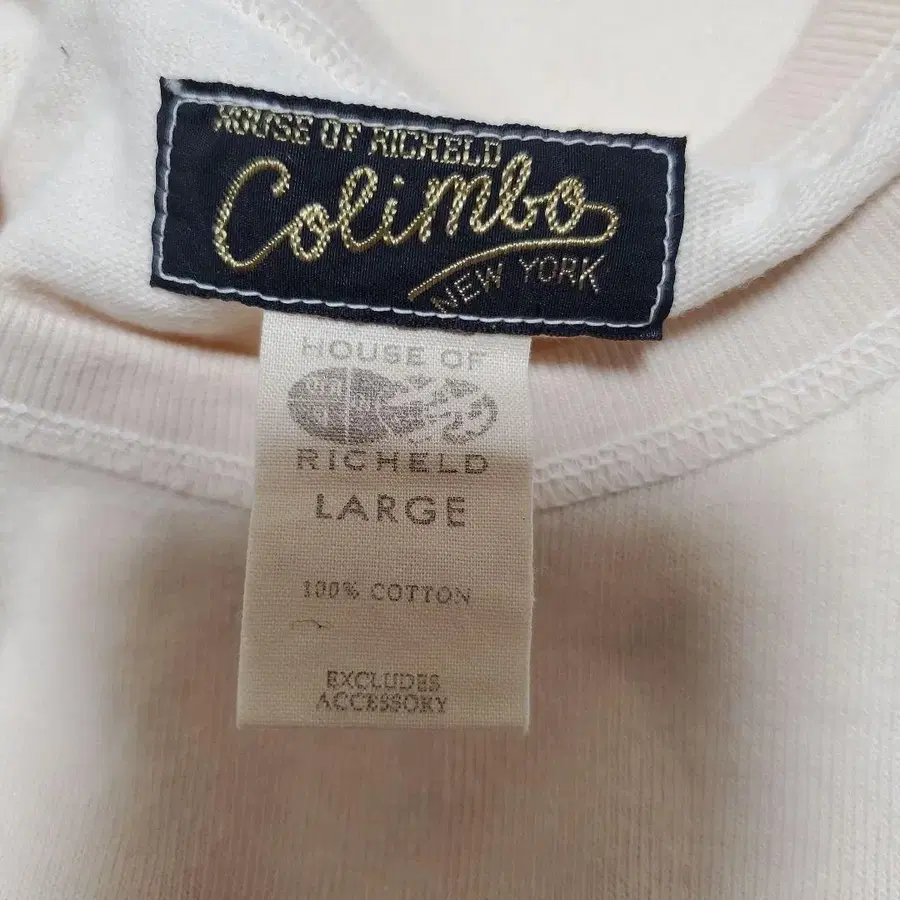 HOUSE OF RICHELD
Colimbo
NEW YORK
HOUSE OF
RICHELD
LARGE
100% COTTON
EXCLUDES
ACCESSORY